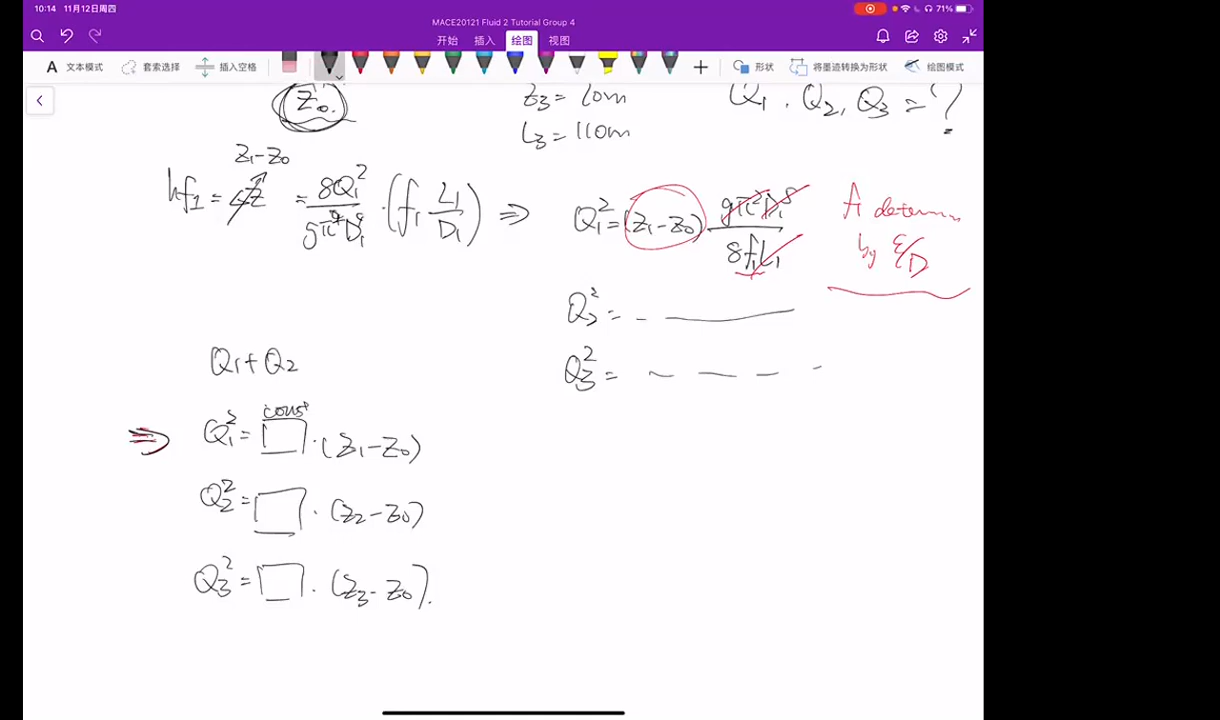 10:14 11月12日周四
71%
MACE20121 Fluid 2 Tutorial Group 4
开始 插入 绘图 视图
文本模式 套索选择 插入空格 形状 将墨迹转换为形状 绘图模式
Z0. Z3 = 10m Q1 . Q2, Q3 = ?
L3 = 110m
Z1-Z0
hf1 = ΔZ = 8Q1²/gπ²D1⁴ · (f1 L1/D1) ⇒ Q1² = (Z1-Z0) gπ²D1⁵/8f1L1
f1 determin
by ε/D
Q2² =
Q1+Q2
Q3² =
const
⇒ Q1² = □ · (Z1-Z0)
Q2² = □ · (Z2-Z0)
Q3² = □ · (Z3-Z0).